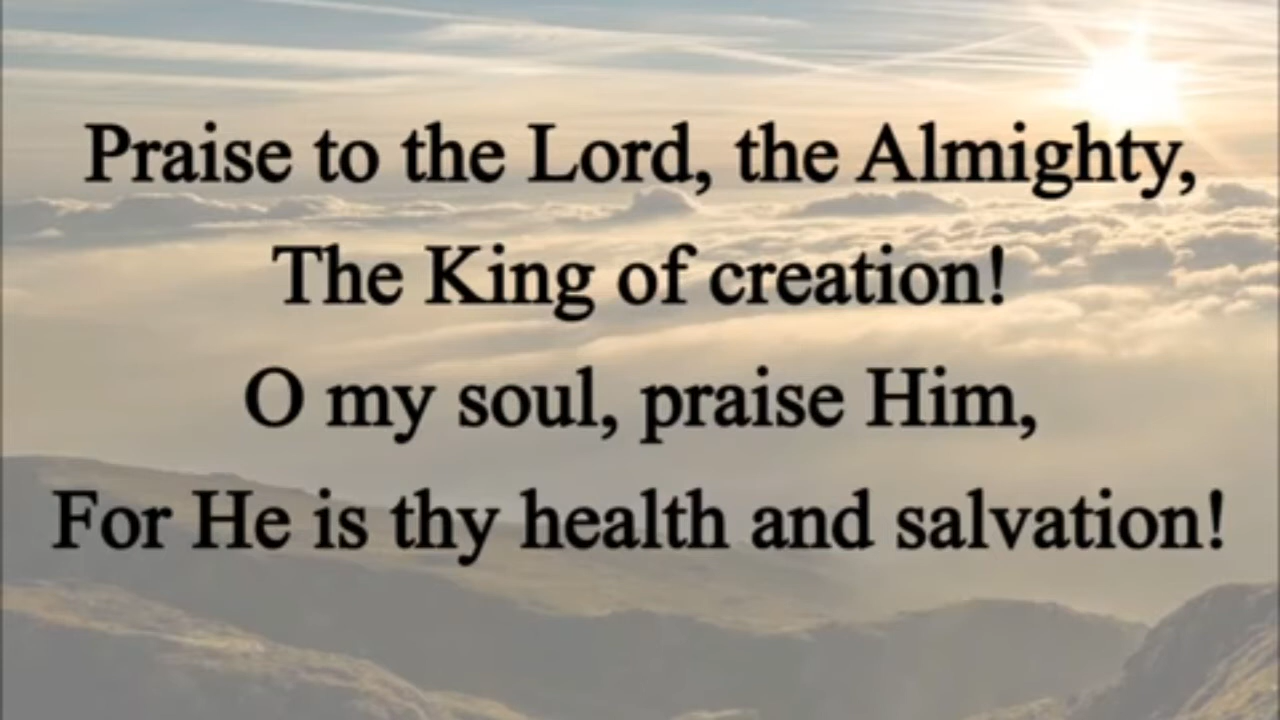 Praise to the Lord, the Almighty,
The King of creation!
O my soul, praise Him,
For He is thy health and salvation!